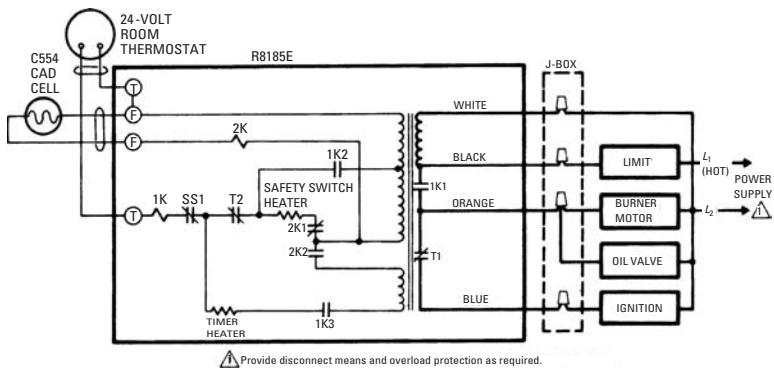 24-VOLT
ROOM
THERMOSTAT
C554
CAD
CELL
R8185E
J-BOX
T
F
F
T
WHITE
2K
1K2
BLACK
LIMIT
L1
(HOT)
POWER
SUPPLY
1
1K
SS1
T2
SAFETY SWITCH
HEATER
1K1
ORANGE
BURNER
MOTOR
L2
2K1
2K2
T1
OIL VALVE
BLUE
IGNITION
TIMER
HEATER
1K3
1 Provide disconnect means and overload protection as required.